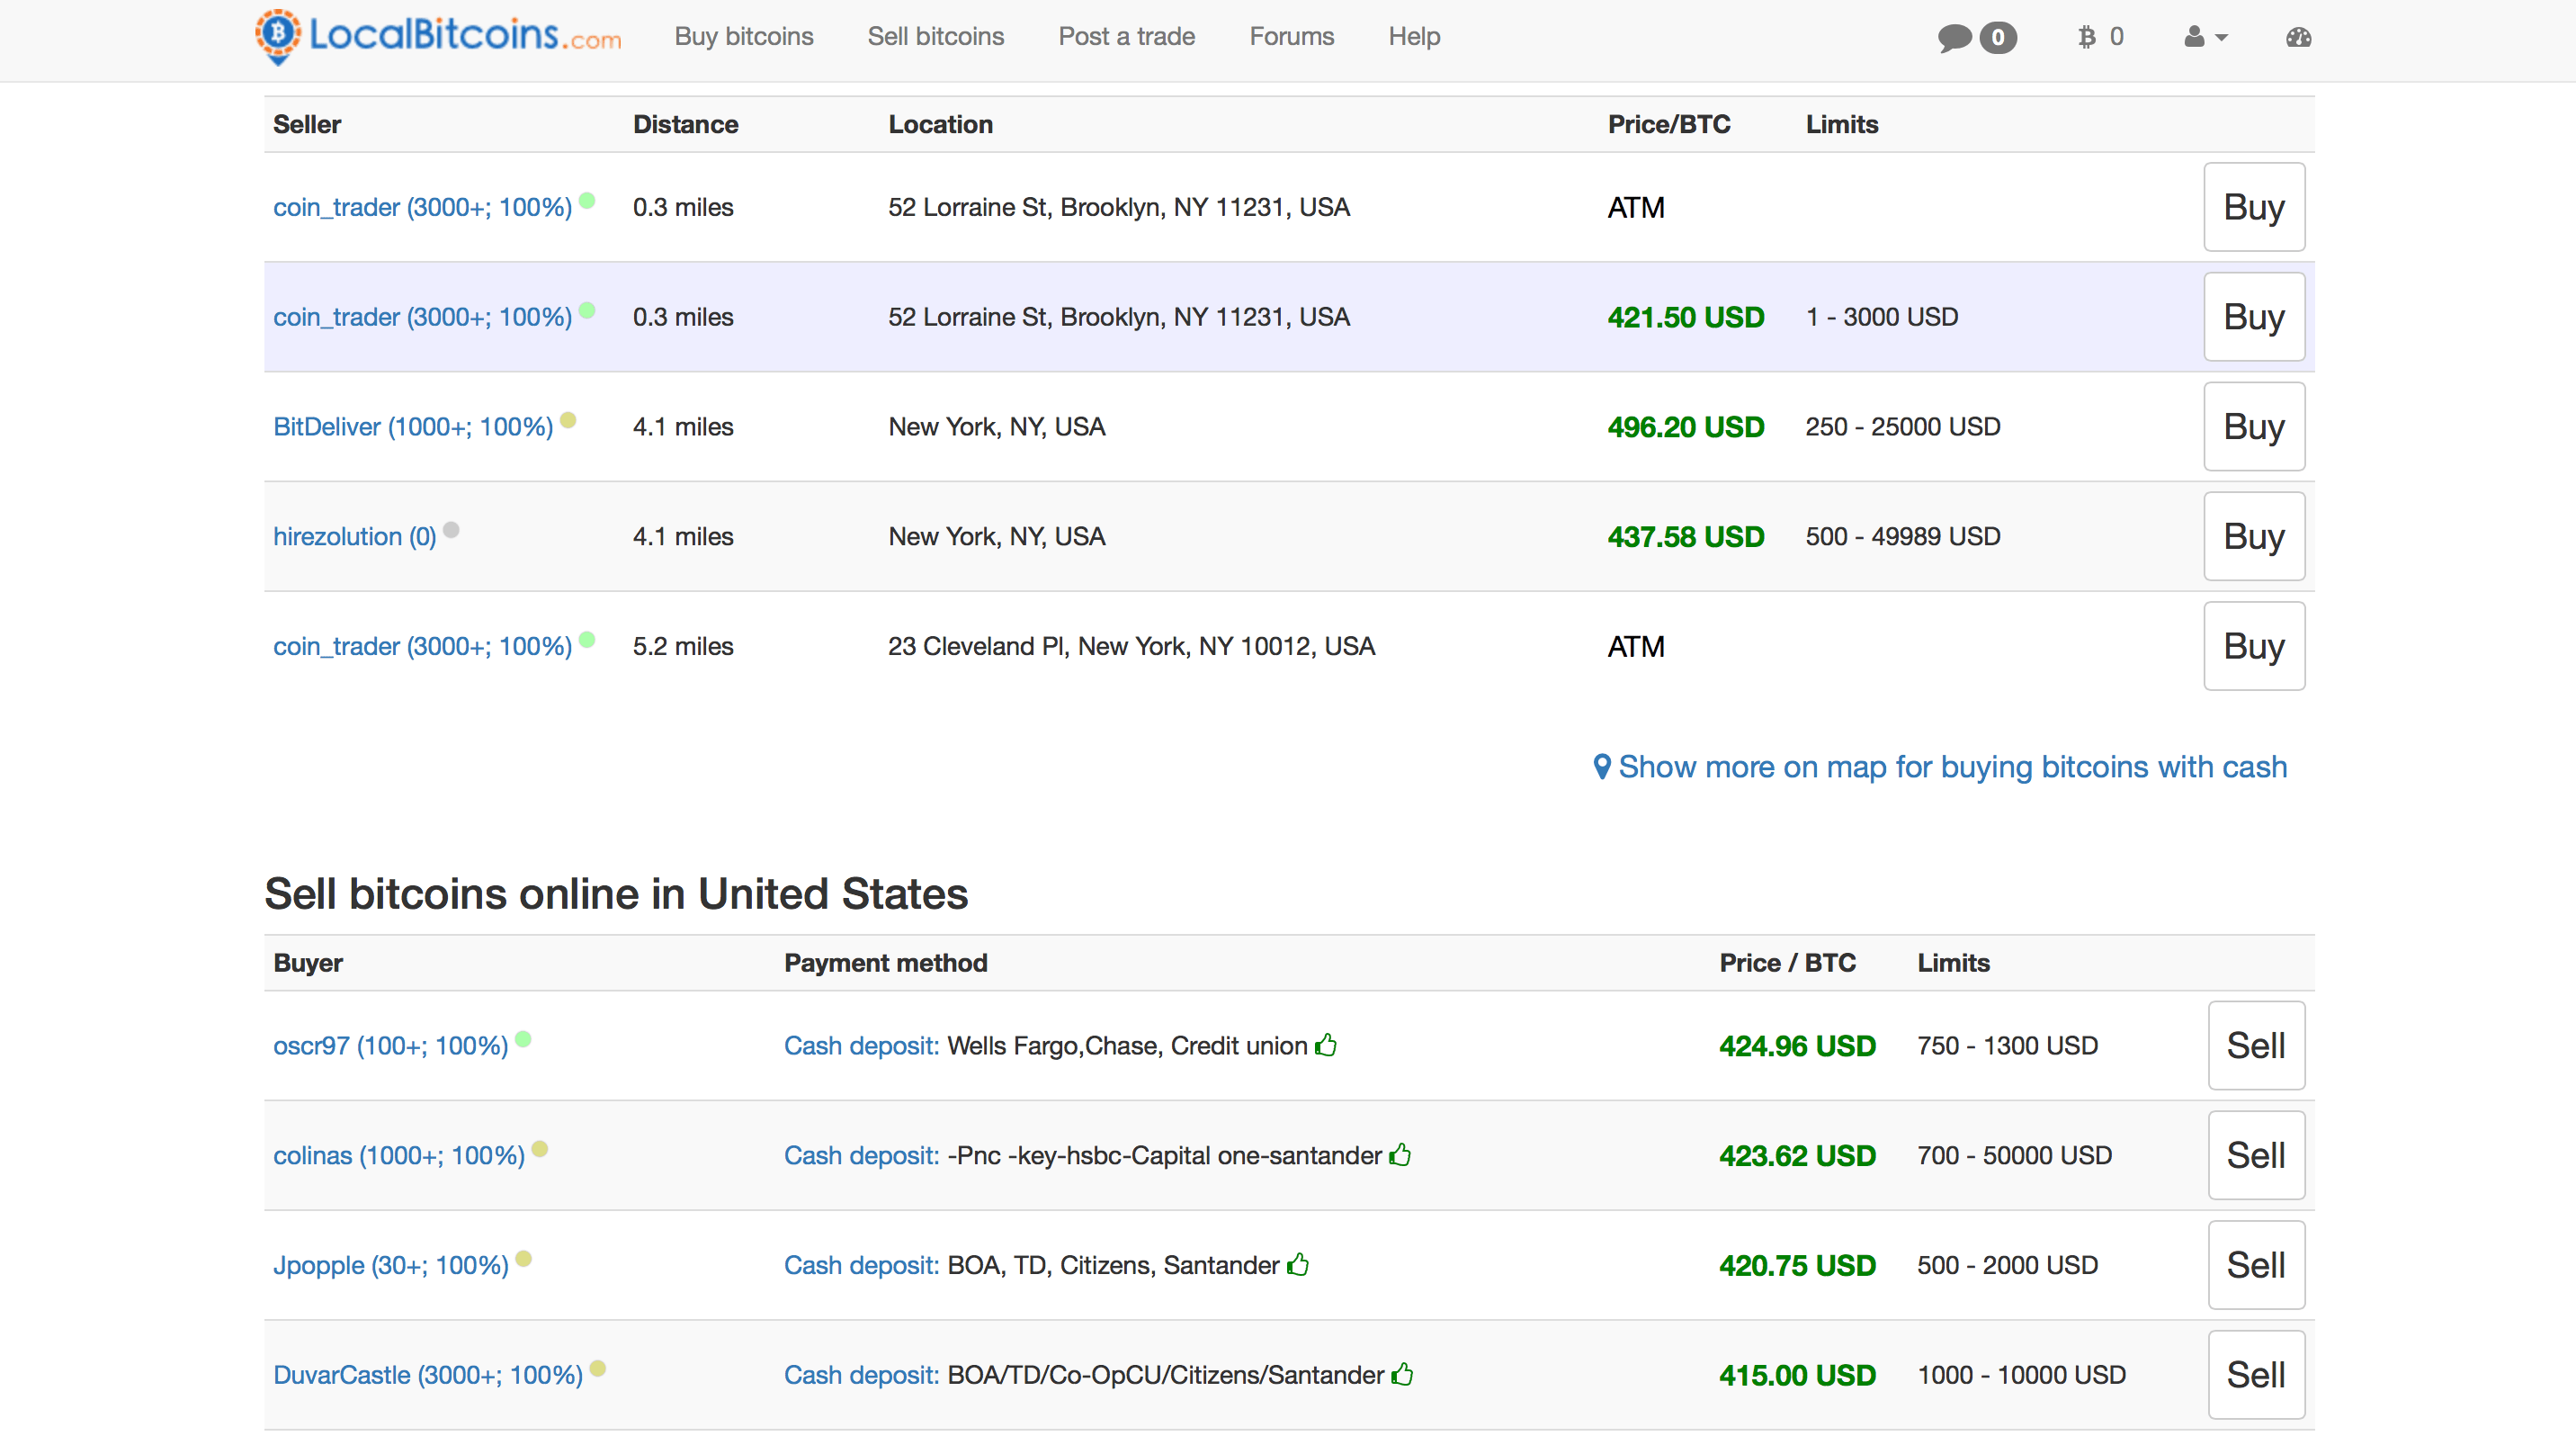 LocalBitcoins.com Buy bitcoins Sell bitcoins Post a trade Forums Help 0 0
Seller Distance Location Price/BTC Limits
coin_trader (3000+; 100%) 0.3 miles 52 Lorraine St, Brooklyn, NY 11231, USA ATM Buy
coin_trader (3000+; 100%) 0.3 miles 52 Lorraine St, Brooklyn, NY 11231, USA 421.50 USD 1 - 3000 USD Buy
BitDeliver (1000+; 100%) 4.1 miles New York, NY, USA 496.20 USD 250 - 25000 USD Buy
hirezolution (0) 4.1 miles New York, NY, USA 437.58 USD 500 - 49989 USD Buy
coin_trader (3000+; 100%) 5.2 miles 23 Cleveland Pl, New York, NY 10012, USA ATM Buy
Show more on map for buying bitcoins with cash
Sell bitcoins online in United States
Buyer Payment method Price / BTC Limits
oscr97 (100+; 100%) Cash deposit: Wells Fargo,Chase, Credit union 424.96 USD 750 - 1300 USD Sell
colinas (1000+; 100%) Cash deposit: -Pnc -key-hsbc-Capital one-santander 423.62 USD 700 - 50000 USD Sell
Jpopple (30+; 100%) Cash deposit: BOA, TD, Citizens, Santander 420.75 USD 500 - 2000 USD Sell
DuvarCastle (3000+; 100%) Cash deposit: BOA/TD/Co-OpCU/Citizens/Santander 415.00 USD 1000 - 10000 USD Sell